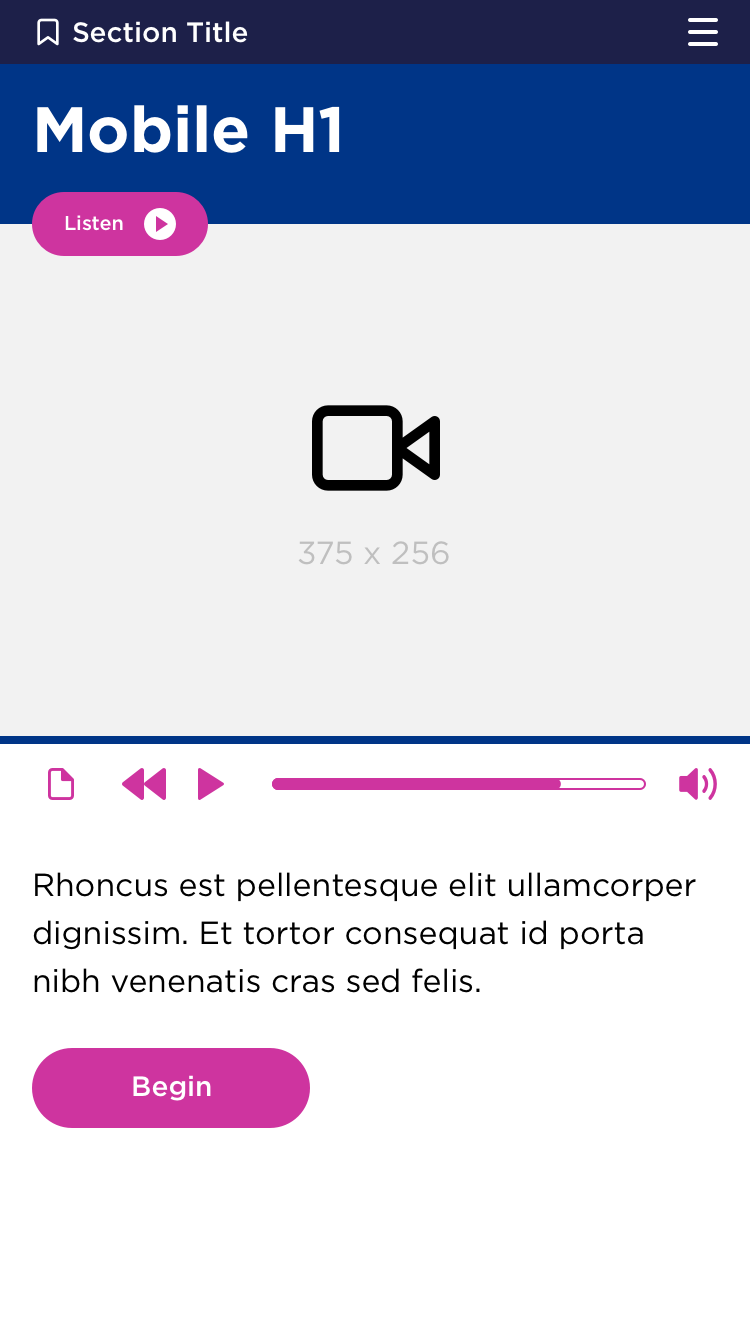 Section Title
Mobile H1
Listen
375 x 256
Rhoncus est pellentesque elit ullamcorper
dignissim. Et tortor consequat id porta
nibh venenatis cras sed felis.
Begin